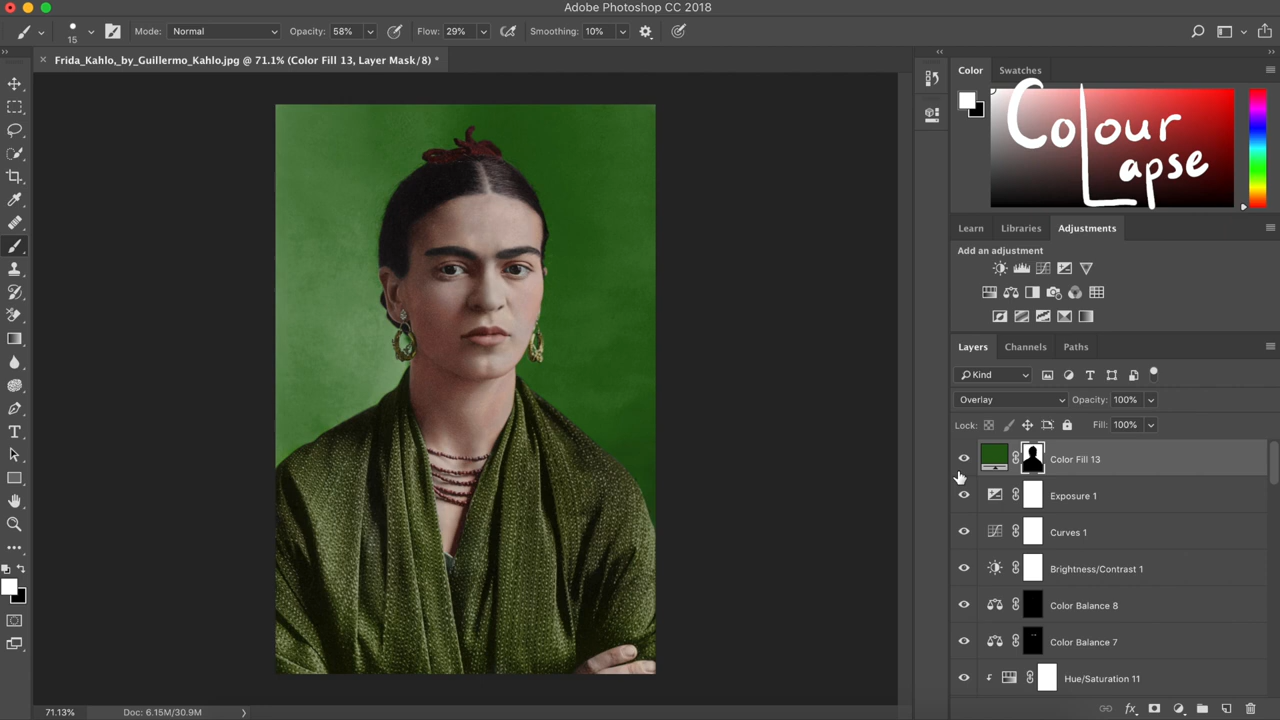 Adobe Photoshop CC 2018
15
Mode: Normal
Opacity: 58%
Flow: 29%
Smoothing: 10%
Frida_Kahlo,_by_Guillermo_Kahlo.jpg @ 71.1% (Color Fill 13, Layer Mask/8) *
Color
Swatches
Colour
Lapse
Learn
Libraries
Adjustments
Add an adjustment
Layers
Channels
Paths
Kind
Overlay
Opacity: 100%
Lock:
Fill: 100%
Color Fill 13
Exposure 1
Curves 1
Brightness/Contrast 1
Color Balance 8
Color Balance 7
Hue/Saturation 11
fx
71.13%
Doc: 6.15M/30.9M